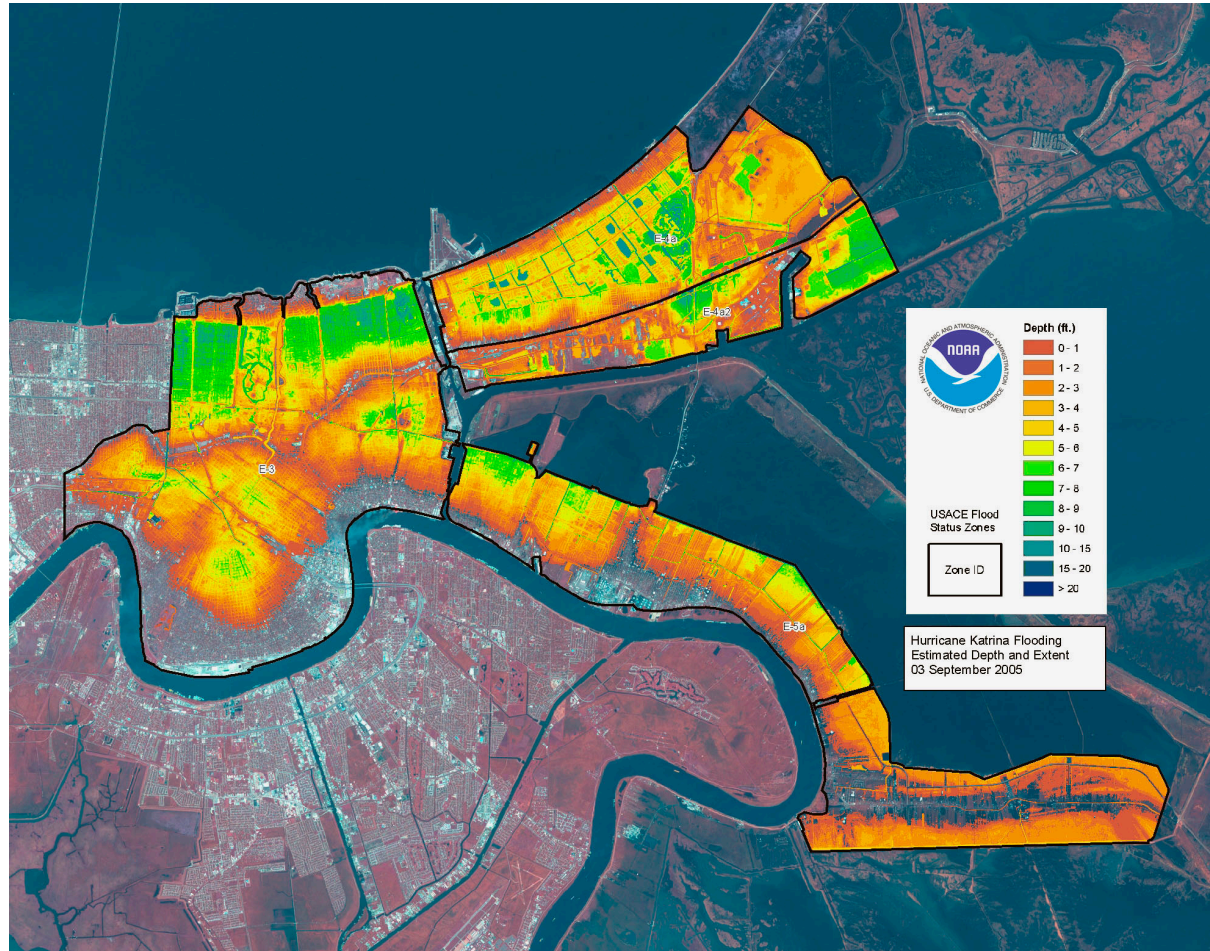 E-4a
E-4a2
E-3
E-5a
NATIONAL OCEANIC AND ATMOSPHERIC ADMINISTRATION
NOAA
U.S. DEPARTMENT OF COMMERCE
Depth (ft.)
0 - 1
1 - 2
2 - 3
3 - 4
4 - 5
5 - 6
6 - 7
7 - 8
8 - 9
9 - 10
10 - 15
15 - 20
> 20
USACE Flood
Status Zones
Zone ID
Hurricane Katrina Flooding
Estimated Depth and Extent
03 September 2005